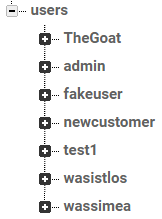 users
TheGoat
admin
fakeuser
newcustomer
test1
wasistlos
wassimea